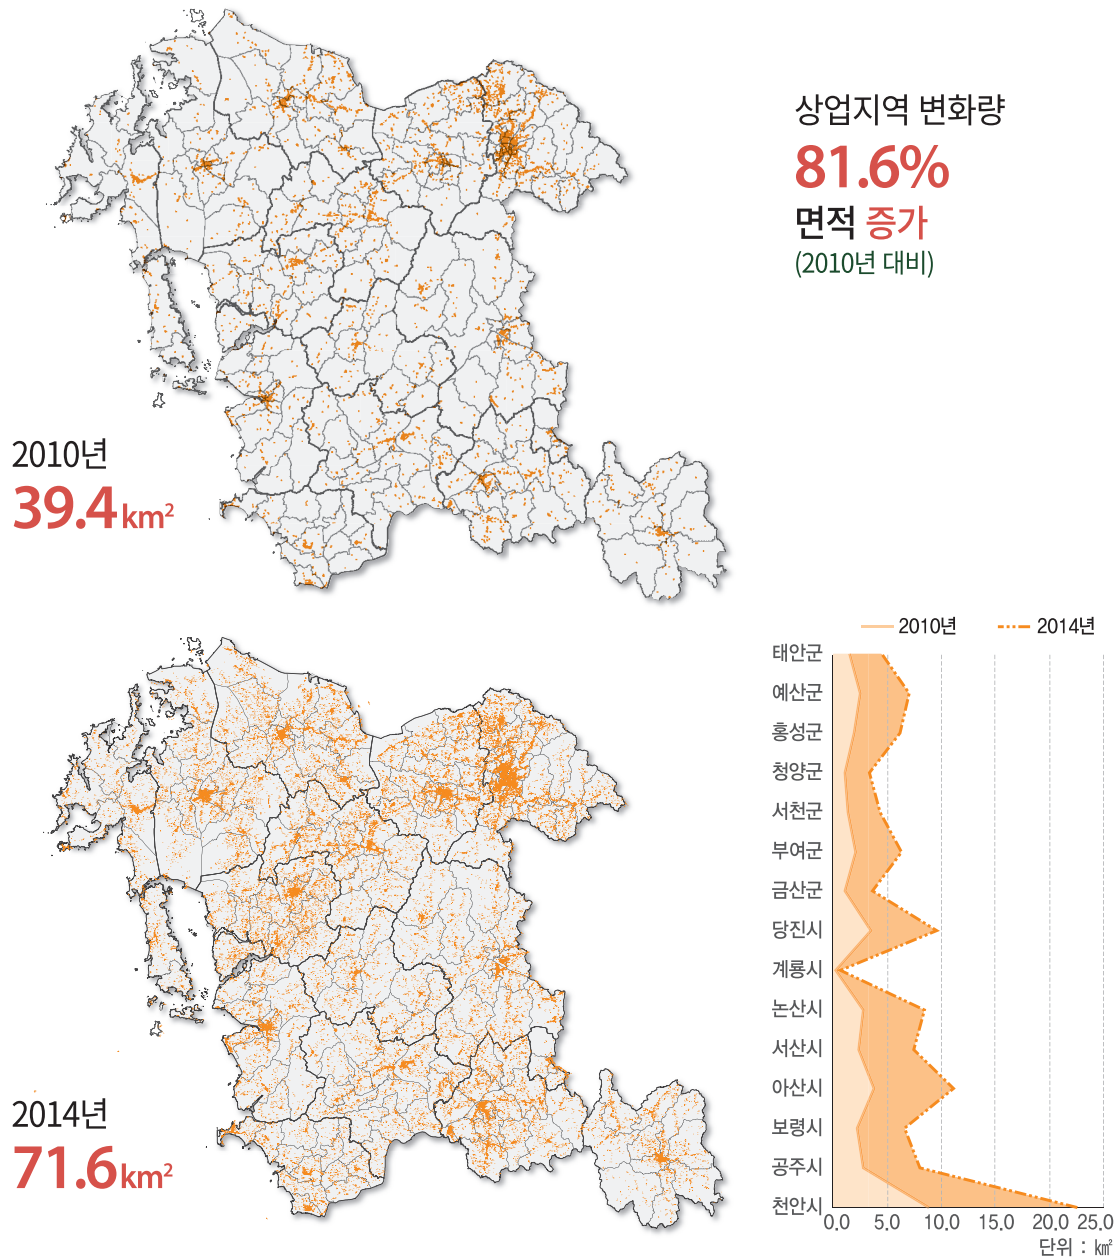 상업지역 변화량
81.6%
면적 증가
(2010년 대비)
2010년
39.4km²
2014년
71.6km²
2010년 2014년
태안군
예산군
홍성군
청양군
서천군
부여군
금산군
당진시
계룡시
논산시
서산시
아산시
보령시
공주시
천안시
0.0 5.0 10.0 15.0 20.0 25.0
단위 : ㎢